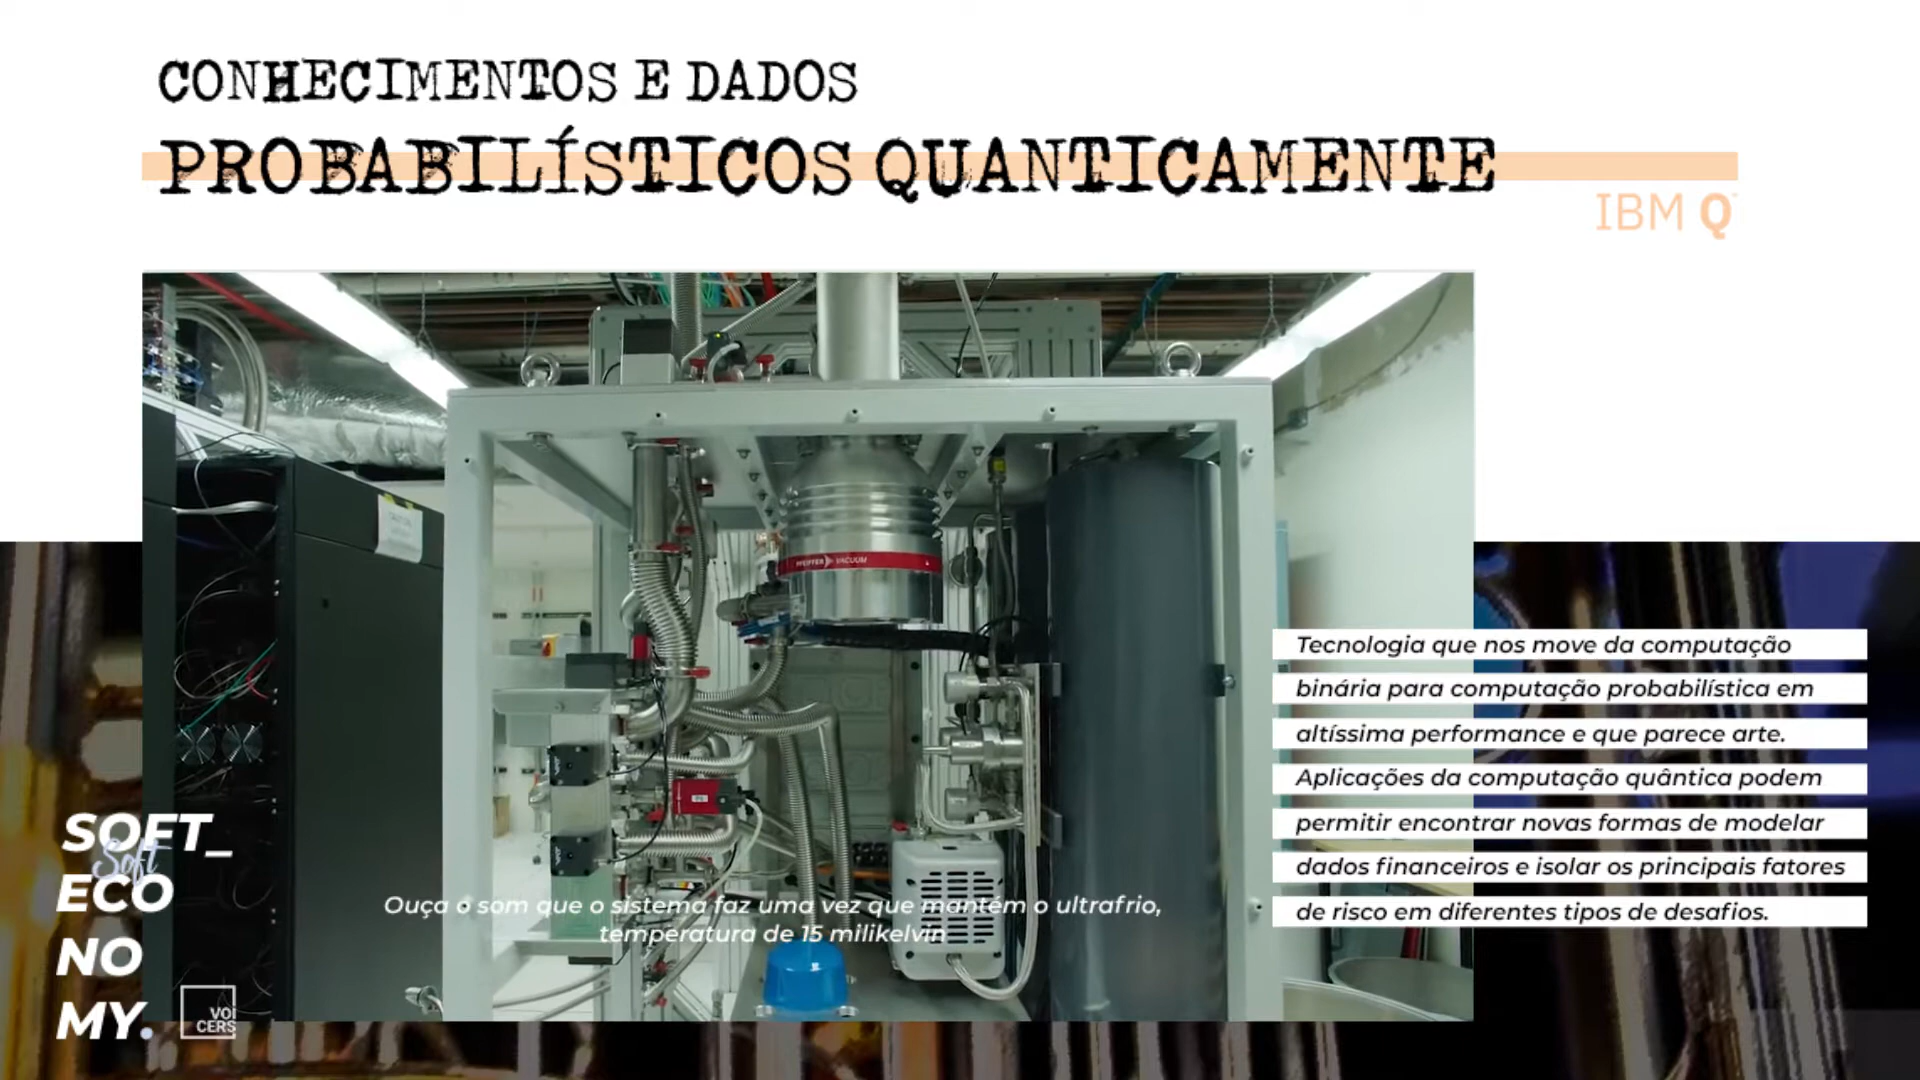 CONHECIMENTOS E DADOS
PROBABILÍSTICOS QUANTICAMENTE
IBM Q
PFEIFFER VACUUM
Tecnologia que nos move da computação
binária para computação probabilística em
altíssima performance e que parece arte.
Aplicações da computação quântica podem
permitir encontrar novas formas de modelar
dados financeiros e isolar os principais fatores
de risco em diferentes tipos de desafios.
Ouça o som que o sistema faz uma vez que mantém o ultrafrio,
temperatura de 15 milikelvin
SOFT_
Soft
ECO
NO
MY.
VOI
CERS